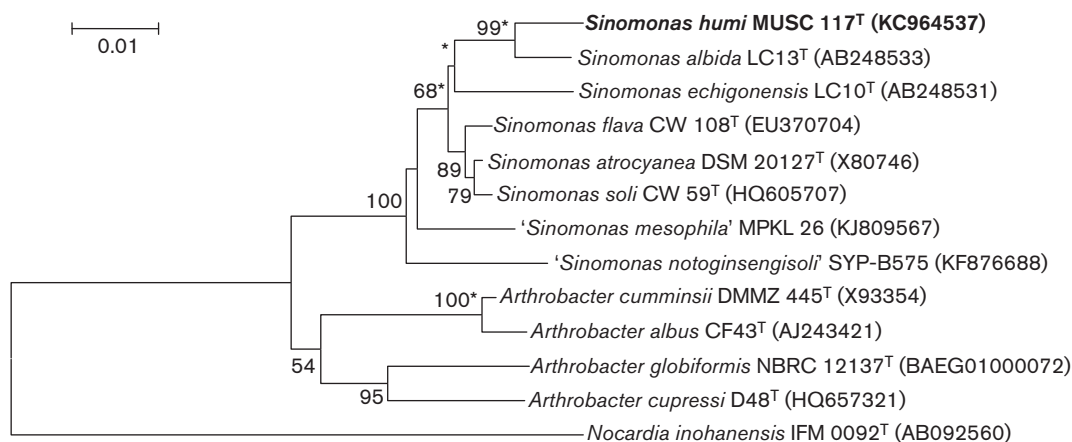 0.01
99*
Sinomonas humi MUSC 117ᵀ (KC964537)
Sinomonas albida LC13ᵀ (AB248533)
*
Sinomonas echigonensis LC10ᵀ (AB248531)
68*
Sinomonas flava CW 108ᵀ (EU370704)
89
Sinomonas atrocyanea DSM 20127ᵀ (X80746)
79
Sinomonas soli CW 59ᵀ (HQ605707)
100
‘Sinomonas mesophila’ MPKL 26 (KJ809567)
‘Sinomonas notoginsengisoli’ SYP-B575 (KF876688)
100*
Arthrobacter cumminsii DMMZ 445ᵀ (X93354)
Arthrobacter albus CF43ᵀ (AJ243421)
54
Arthrobacter globiformis NBRC 12137ᵀ (BAEG01000072)
95
Arthrobacter cupressi D48ᵀ (HQ657321)
Nocardia inohanensis IFM 0092ᵀ (AB092560)